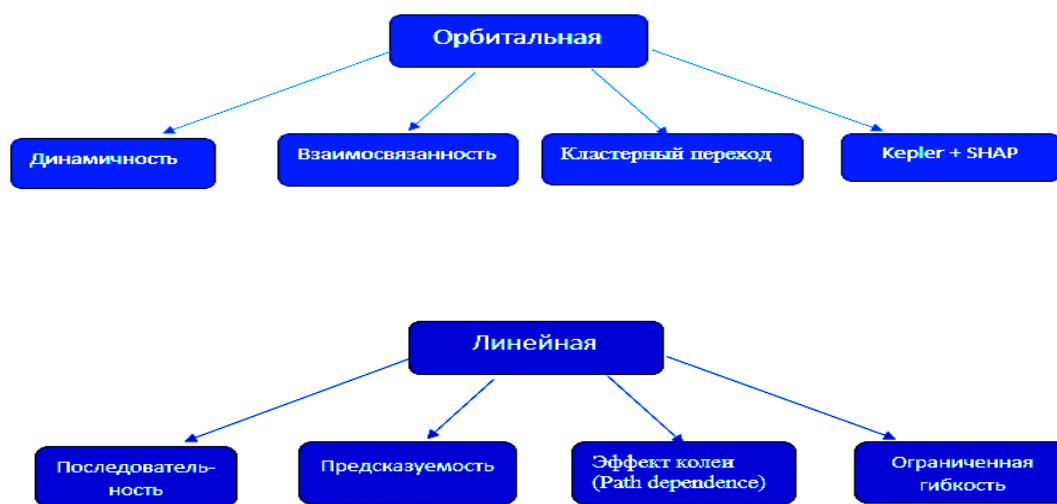 Орбитальная
Динамичность
Взаимосвязанность
Кластерный переход
Kepler + SHAP
Линейная
Последователь-
ность
Предсказуемость
Эффект колеи
(Path dependence)
Ограниченная
гибкость